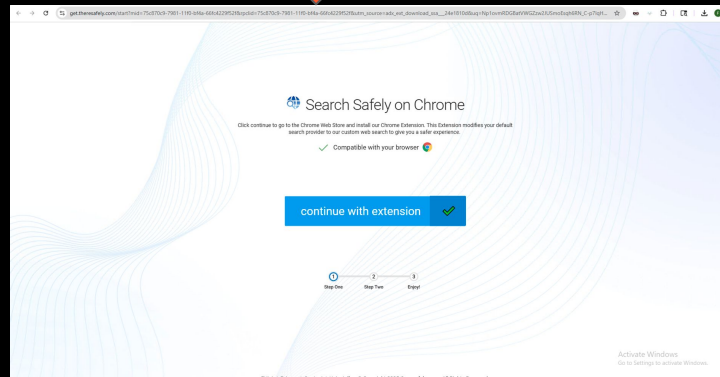 Search Safely on Chrome
Click continue to go to the Chrome Web Store and install our Chrome Extension. This Extension modifies your default
search provider to our custom web search to give you a safer experience.
Compatible with your browser
continue with extension
1 2 3
Step One Step Two Enjoy!
Activate Windows
Go to Settings to activate Windows.